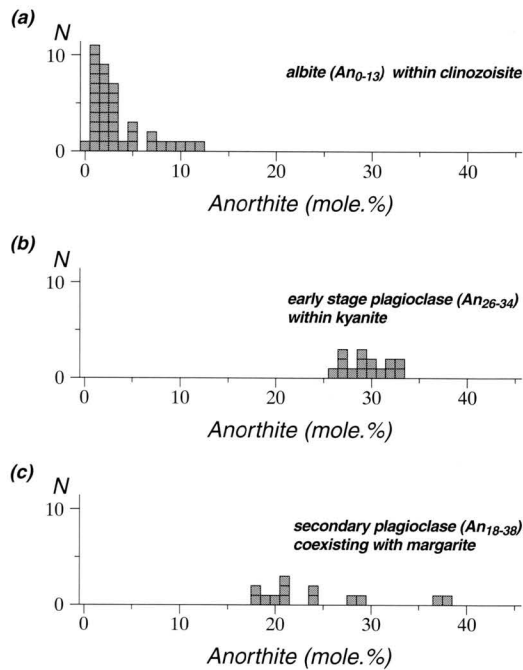 (a)
N
10
albite (An0-13) within clinozoisite
0
0 10 20 30 40
Anorthite (mole.%)
(b)
N
10
early stage plagioclase (An26-34)
within kyanite
0
0 10 20 30 40
Anorthite (mole.%)
(c)
N
10
secondary plagioclase (An18-38)
coexisting with margarite
0
0 10 20 30 40
Anorthite (mole.%)